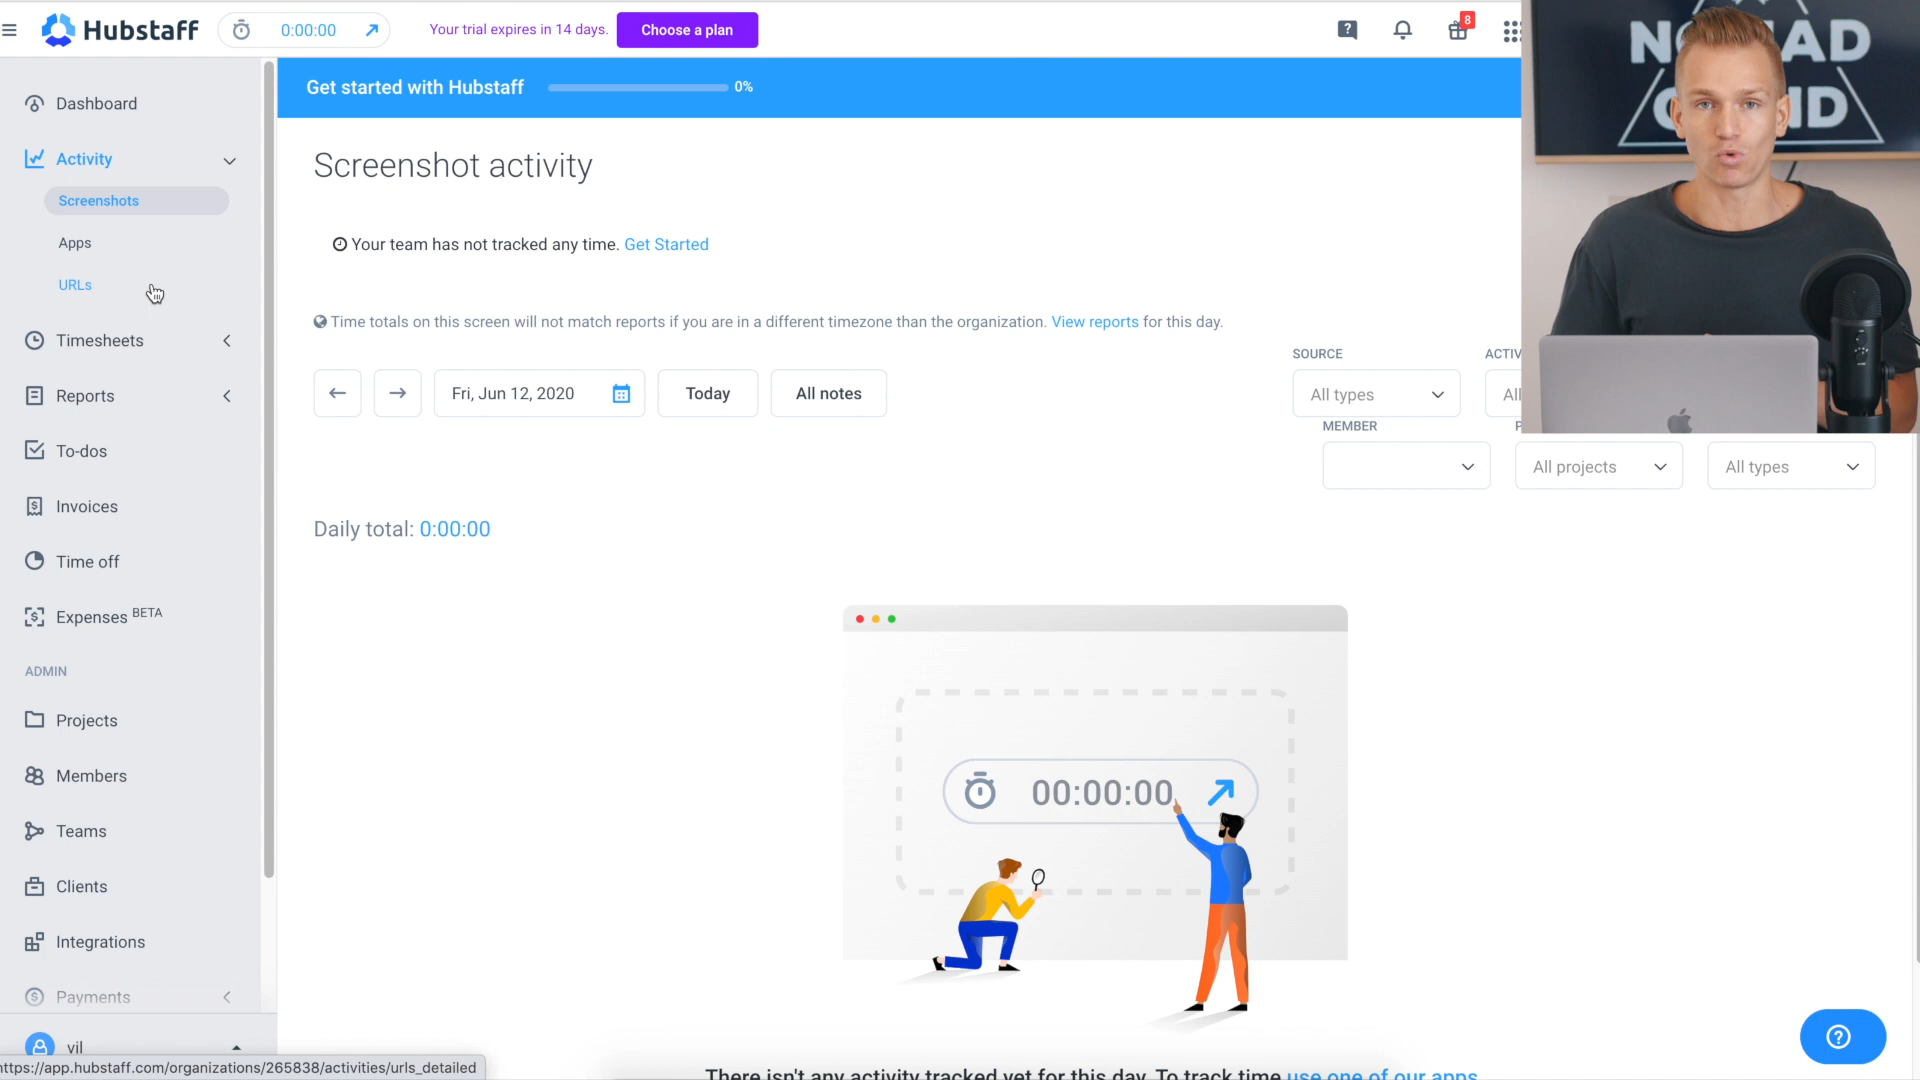 Hubstaff
0:00:00
Your trial expires in 14 days.
Choose a plan
8
Get started with Hubstaff
0%
Dashboard
Activity
Screenshots
Apps
URLs
Timesheets
Reports
To-dos
Invoices
Time off
Expenses BETA
ADMIN
Projects
Members
Teams
Clients
Integrations
Payments
vil
ttps://app.hubstaff.com/organizations/265838/activities/urls_detailed
Screenshot activity
Your team has not tracked any time. Get Started
Time totals on this screen will not match reports if you are in a different timezone than the organization. View reports for this day.
Fri, Jun 12, 2020
Today
All notes
SOURCE
All types
ACTIV
All
MEMBER
All projects
All types
Daily total: 0:00:00
00:00:00
There isn't any activity tracked yet for this day. To track time use one of our apps